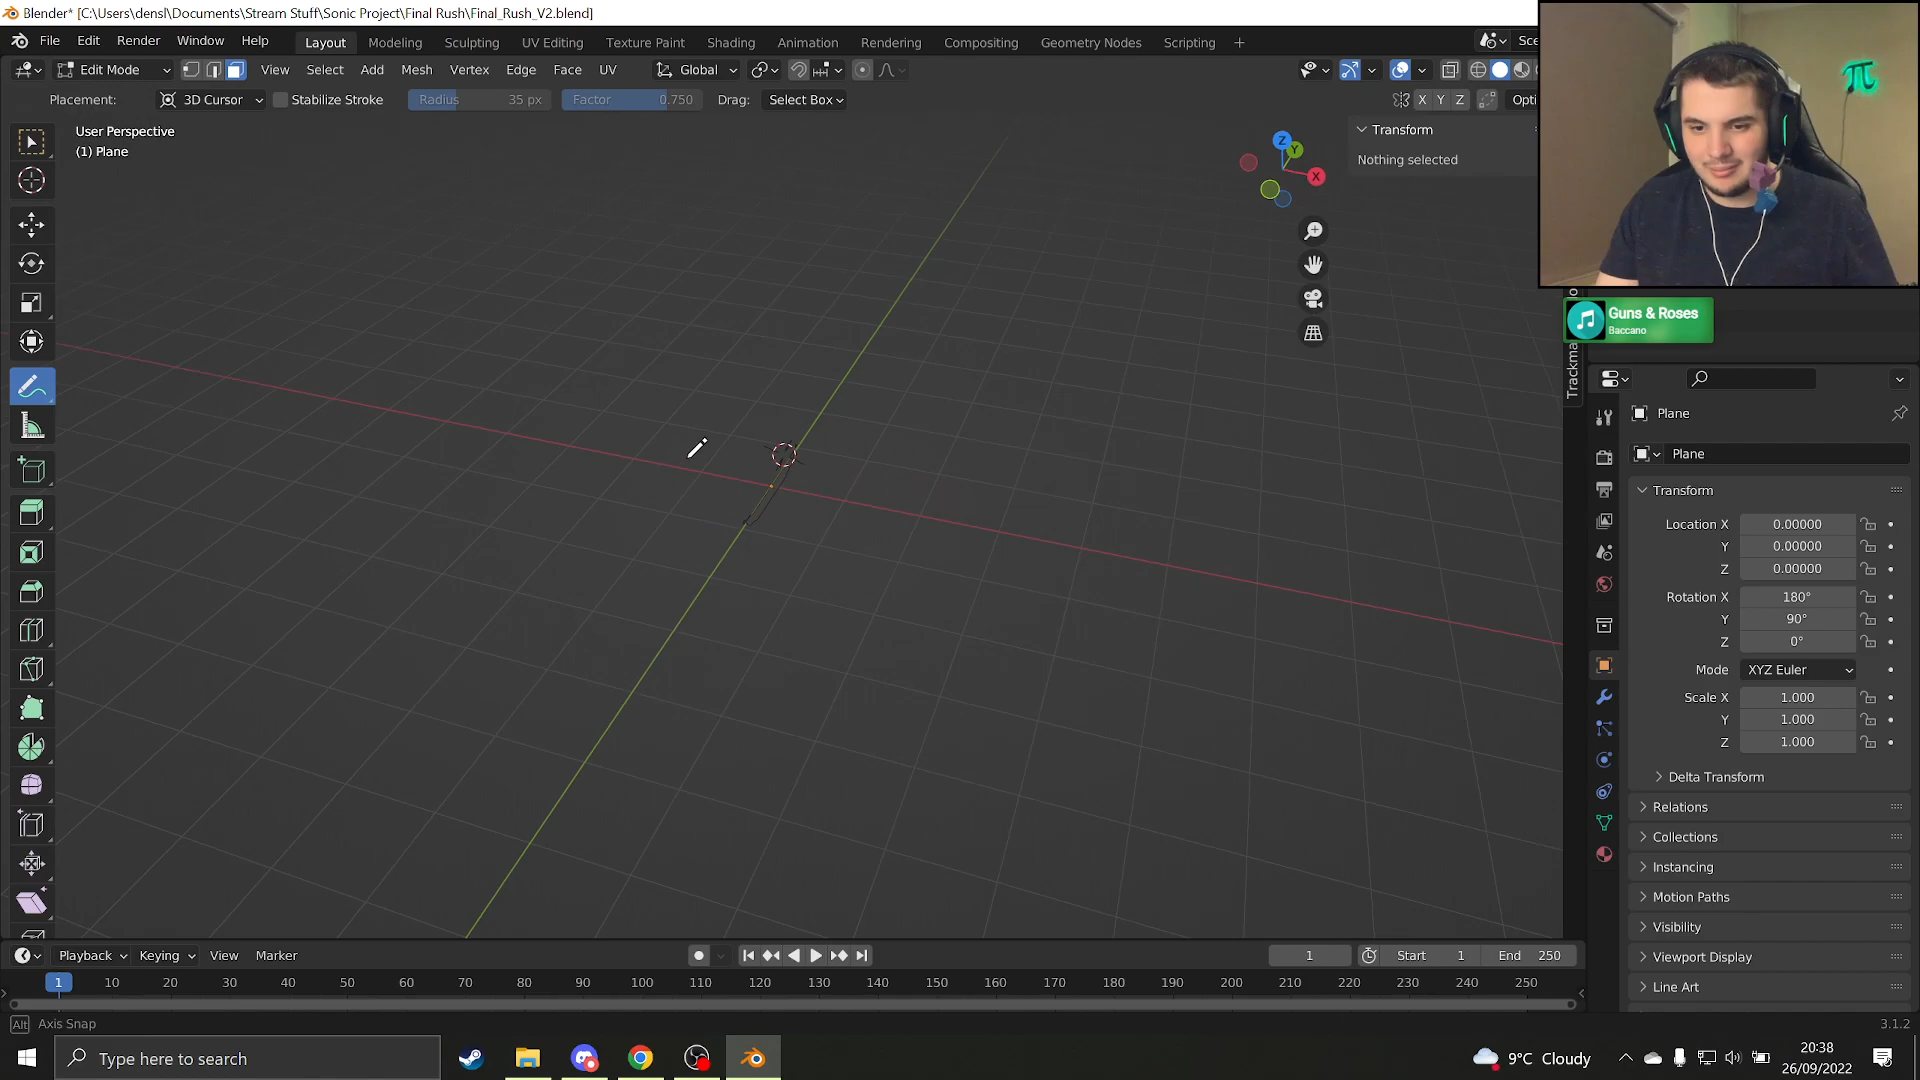 Blender* [C:\Users\densl\Documents\Stream Stuff\Sonic Project\Final Rush\Final_Rush_V2.blend]
File Edit Render Window Help Layout Modeling Sculpting UV Editing Texture Paint Shading Animation Rendering Compositing Geometry Nodes Scripting + Sce
Edit Mode View Select Add Mesh Vertex Edge Face UV Global
Placement: 3D Cursor Stabilize Stroke Radius 35 px Factor 0.750 Drag: Select Box X Y Z Opti
User Perspective
(1) Plane
Z Y X
Transform
Nothing selected
Guns & Roses
Baccano
Trackma
Plane
Plane
Transform
Location X 0.00000
Y 0.00000
Z 0.00000
Rotation X 180°
Y 90°
Z 0°
Mode XYZ Euler
Scale X 1.000
Y 1.000
Z 1.000
Delta Transform
Relations
Collections
Instancing
Motion Paths
Visibility
Viewport Display
Line Art
Playback Keying View Marker 1 Start 1 End 250
1 10 20 30 40 50 60 70 80 90 100 110 120 130 140 150 160 170 180 190 200 210 220 230 240 250
Alt Axis Snap 3.1.2
Type here to search
9°C Cloudy
20:38
26/09/2022